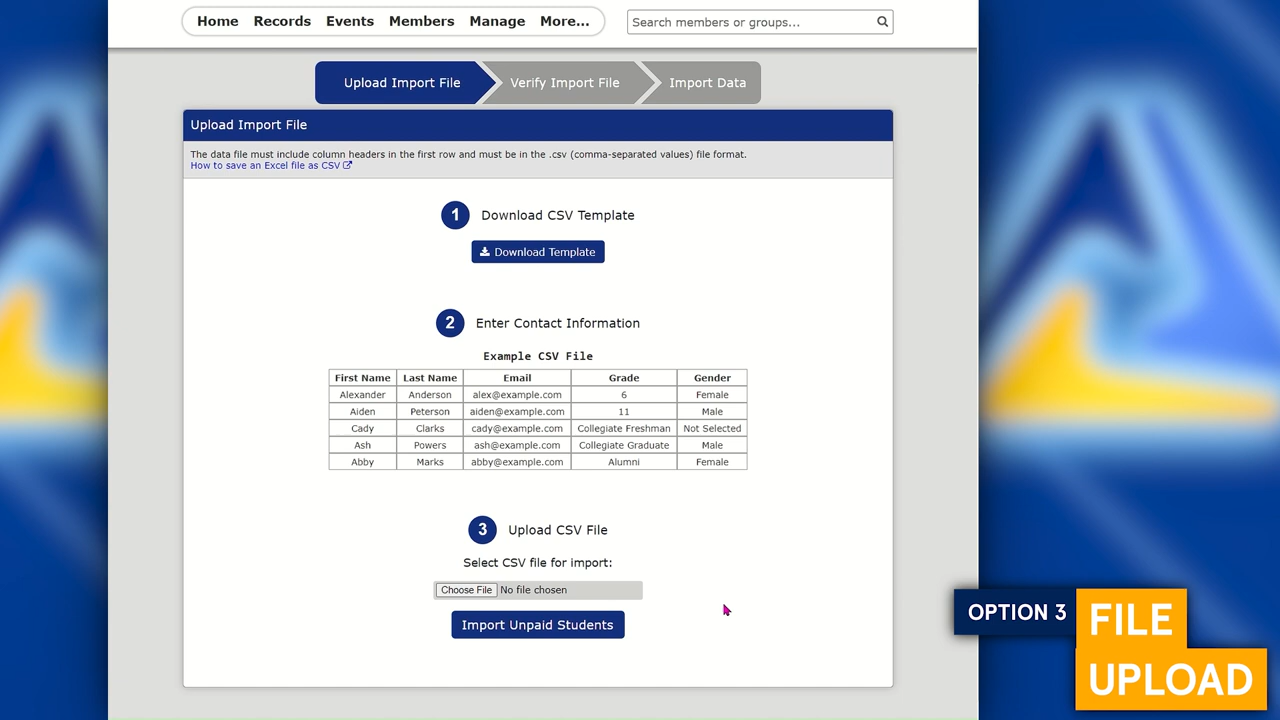 Home Records Events Members Manage More... Search members or groups...
Upload Import File Verify Import File Import Data
Upload Import File
The data file must include column headers in the first row and must be in the .csv (comma-separated values) file format.
How to save an Excel file as CSV
1 Download CSV Template
Download Template
2 Enter Contact Information
Example CSV File
First Name Last Name Email Grade Gender
Alexander Anderson alex@example.com 6 Female
Aiden Peterson aiden@example.com 11 Male
Cady Clarks cady@example.com Collegiate Freshman Not Selected
Ash Powers ash@example.com Collegiate Graduate Male
Abby Marks abby@example.com Alumni Female
3 Upload CSV File
Select CSV file for import:
Choose File No file chosen
Import Unpaid Students
OPTION 3 FILE
UPLOAD